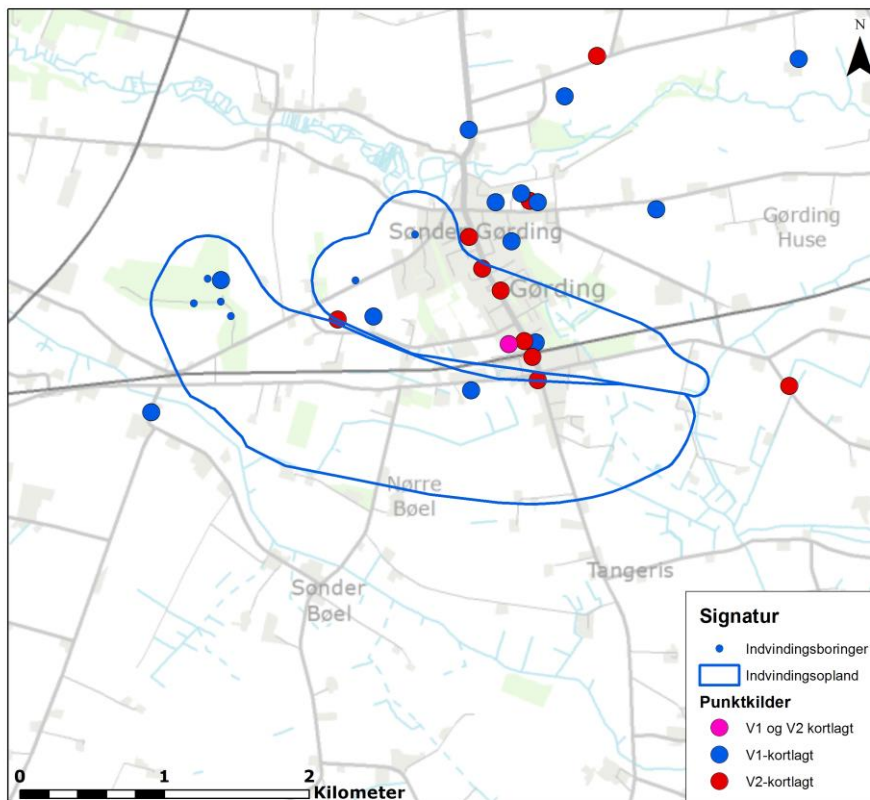 N
Sønder Gørding
Gørding
Huse
Gørding
Nørre
Bøel
Sønder
Bøel
Tangeris
Signatur
Indvindingsboringer
Indvindingsopland
Punktkilder
V1 og V2 kortlagt
V1-kortlagt
V2-kortlagt
0 1 2
Kilometer